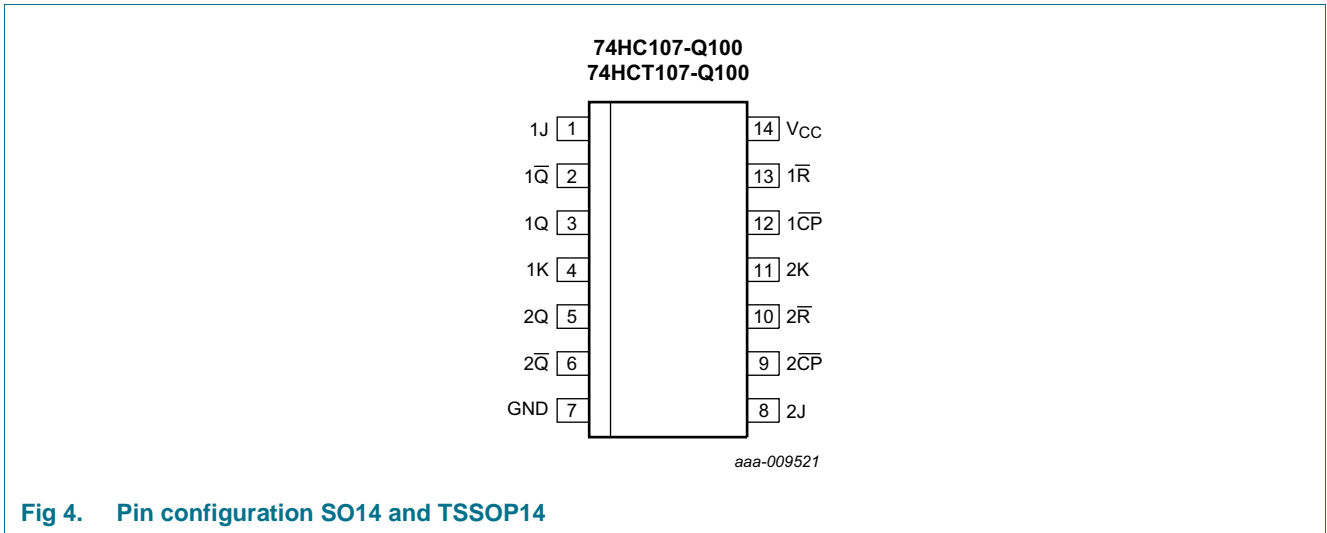 74HC107-Q100
74HCT107-Q100
1J 1 14 VCC
1Q̅ 2 13 1R̅
1Q 3 12 1C̅P̅
1K 4 11 2K
2Q 5 10 2R̅
2Q̅ 6 9 2C̅P̅
GND 7 8 2J
aaa-009521
Fig 4. Pin configuration SO14 and TSSOP14